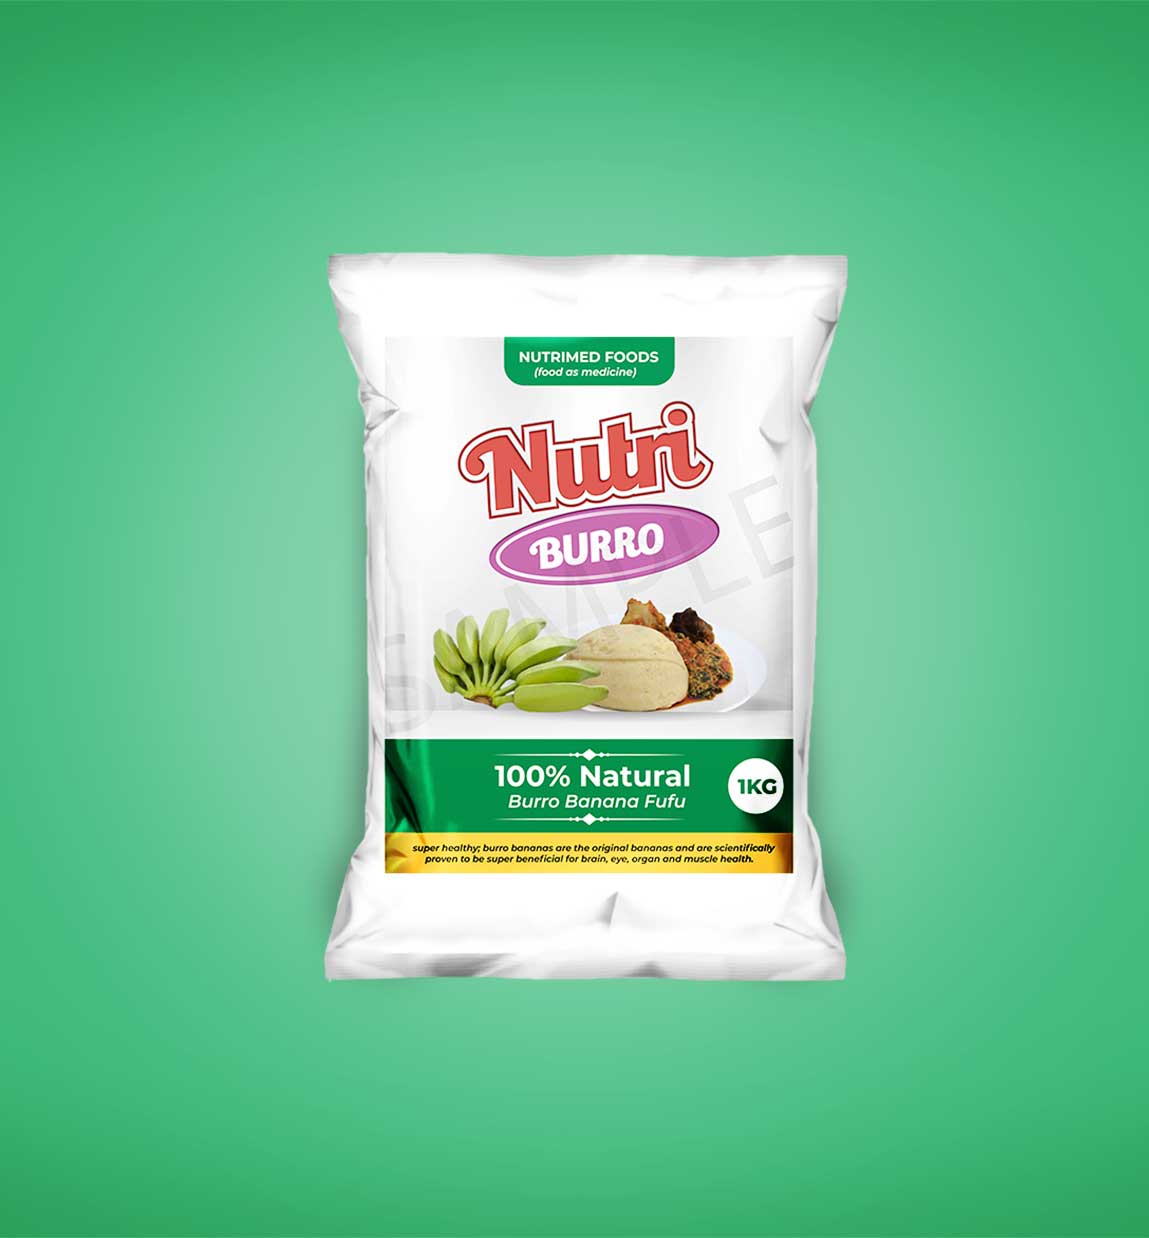 NUTRIMED FOODS
(food as medicine)
Nutri
BURRO
SAMPLE
100% Natural
Burro Banana Fufu
1KG
super healthy; burro bananas are the original bananas and are scientifically
proven to be super beneficial for brain, eye, organ and muscle health.